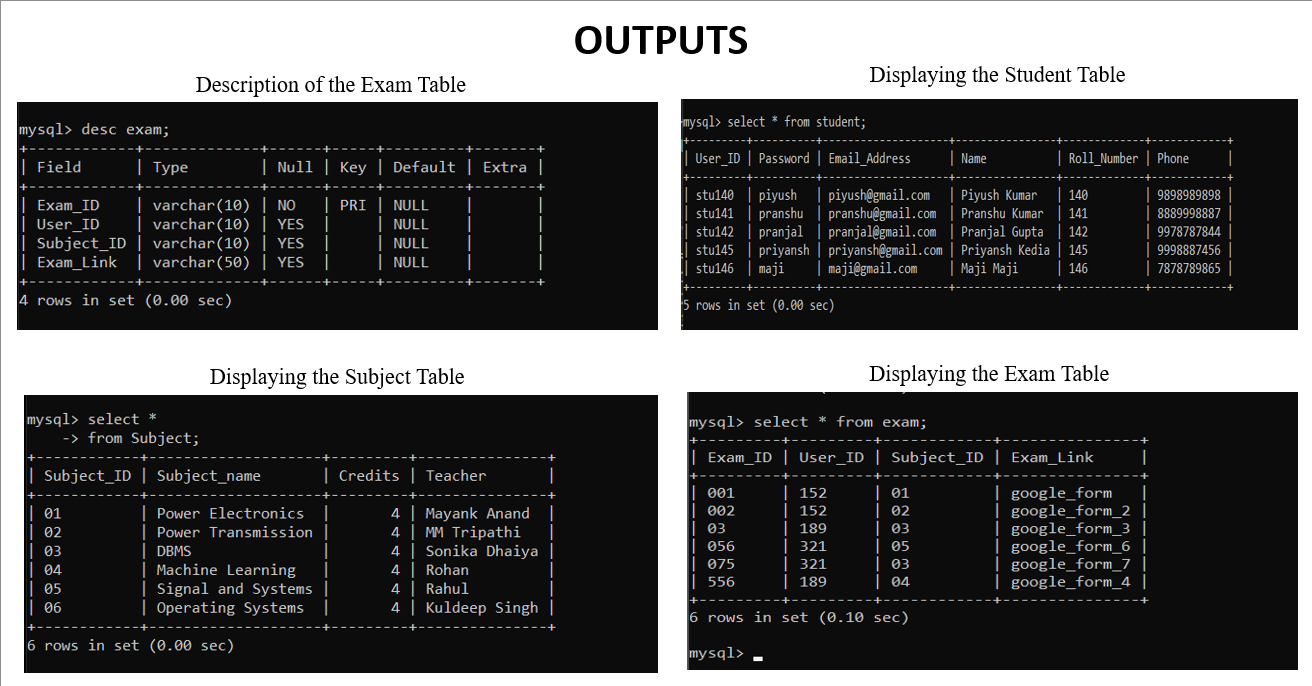 OUTPUTS
Description of the Exam Table
mysql> desc exam;
+------------+-------------+------+-----+---------+-------+
| Field      | Type        | Null | Key | Default | Extra |
+------------+-------------+------+-----+---------+-------+
| Exam_ID    | varchar(10) | NO   | PRI | NULL    |       |
| User_ID    | varchar(10) | YES  |     | NULL    |       |
| Subject_ID | varchar(10) | YES  |     | NULL    |       |
| Exam_Link  | varchar(50) | YES  |     | NULL    |       |
+------------+-------------+------+-----+---------+-------+
4 rows in set (0.00 sec)
Displaying the Student Table
mysql> select * from student;
+---------+----------+--------------------+----------------+-------------+------------+
| User_ID | Password | Email_Address      | Name           | Roll_Number | Phone      |
+---------+----------+--------------------+----------------+-------------+------------+
| stu140  | piyush   | piyush@gmail.com   | Piyush Kumar   | 140         | 9898989898 |
| stu141  | pranshu  | pranshu@gmail.com  | Pranshu Kumar  | 141         | 8889998887 |
| stu142  | pranjal  | pranjal@gmail.com  | Pranjal Gupta  | 142         | 9978787844 |
| stu145  | priyansh | priyansh@gmail.com | Priyansh Kedia | 145         | 9998887456 |
| stu146  | maji     | maji@gmail.com     | Maji Maji      | 146         | 7878789865 |
+---------+----------+--------------------+----------------+-------------+------------+
5 rows in set (0.00 sec)
Displaying the Subject Table
mysql> select *
    -> from Subject;
+------------+--------------------+---------+---------------+
| Subject_ID | Subject_name       | Credits | Teacher       |
+------------+--------------------+---------+---------------+
| 01         | Power Electronics  |       4 | Mayank Anand  |
| 02         | Power Transmission |       4 | MM Tripathi   |
| 03         | DBMS               |       4 | Sonika Dhaiya |
| 04         | Machine Learning   |       4 | Rohan         |
| 05         | Signal and Systems |       4 | Rahul         |
| 06         | Operating Systems  |       4 | Kuldeep Singh |
+------------+--------------------+---------+---------------+
6 rows in set (0.00 sec)
Displaying the Exam Table
mysql> select * from exam;
+---------+---------+------------+---------------+
| Exam_ID | User_ID | Subject_ID | Exam_Link     |
+---------+---------+------------+---------------+
| 001     | 152     | 01         | google_form   |
| 002     | 152     | 02         | google_form_2 |
| 03      | 189     | 03         | google_form_3 |
| 056     | 321     | 05         | google_form_6 |
| 075     | 321     | 03         | google_form_7 |
| 556     | 189     | 04         | google_form_4 |
+---------+---------+------------+---------------+
6 rows in set (0.10 sec)
mysql> _